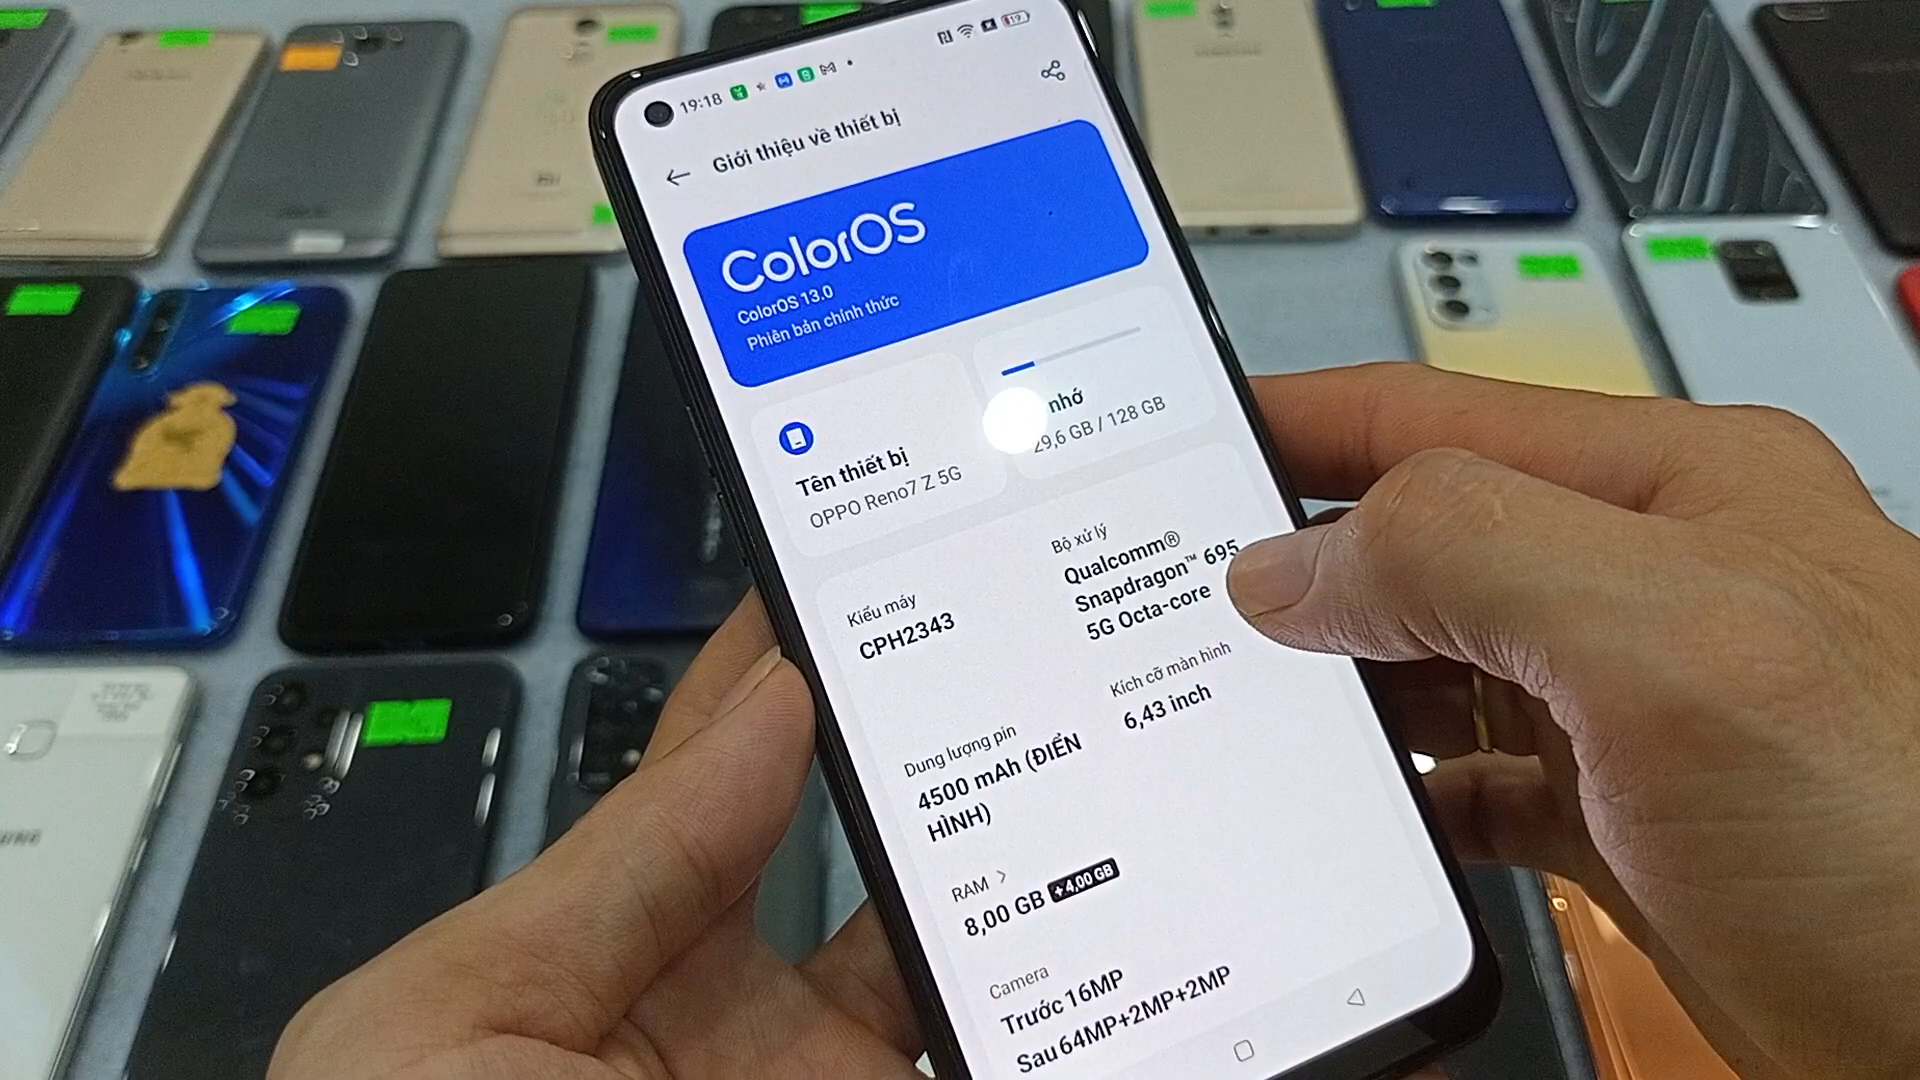 19:18
19
Giới thiệu về thiết bị
ColorOS
ColorOS 13.0
Phiên bản chính thức
Tên thiết bị
OPPO Reno7 Z 5G
nhớ
29,6 GB / 128 GB
Kiểu máy
CPH2343
Bộ xử lý
Qualcomm®
Snapdragon™ 695
5G Octa-core
Dung lượng pin
4500 mAh (ĐIỂN
HÌNH)
Kích cỡ màn hình
6,43 inch
RAM >
8,00 GB +4,00 GB
Camera
Trước 16MP
Sau 64MP+2MP+2MP